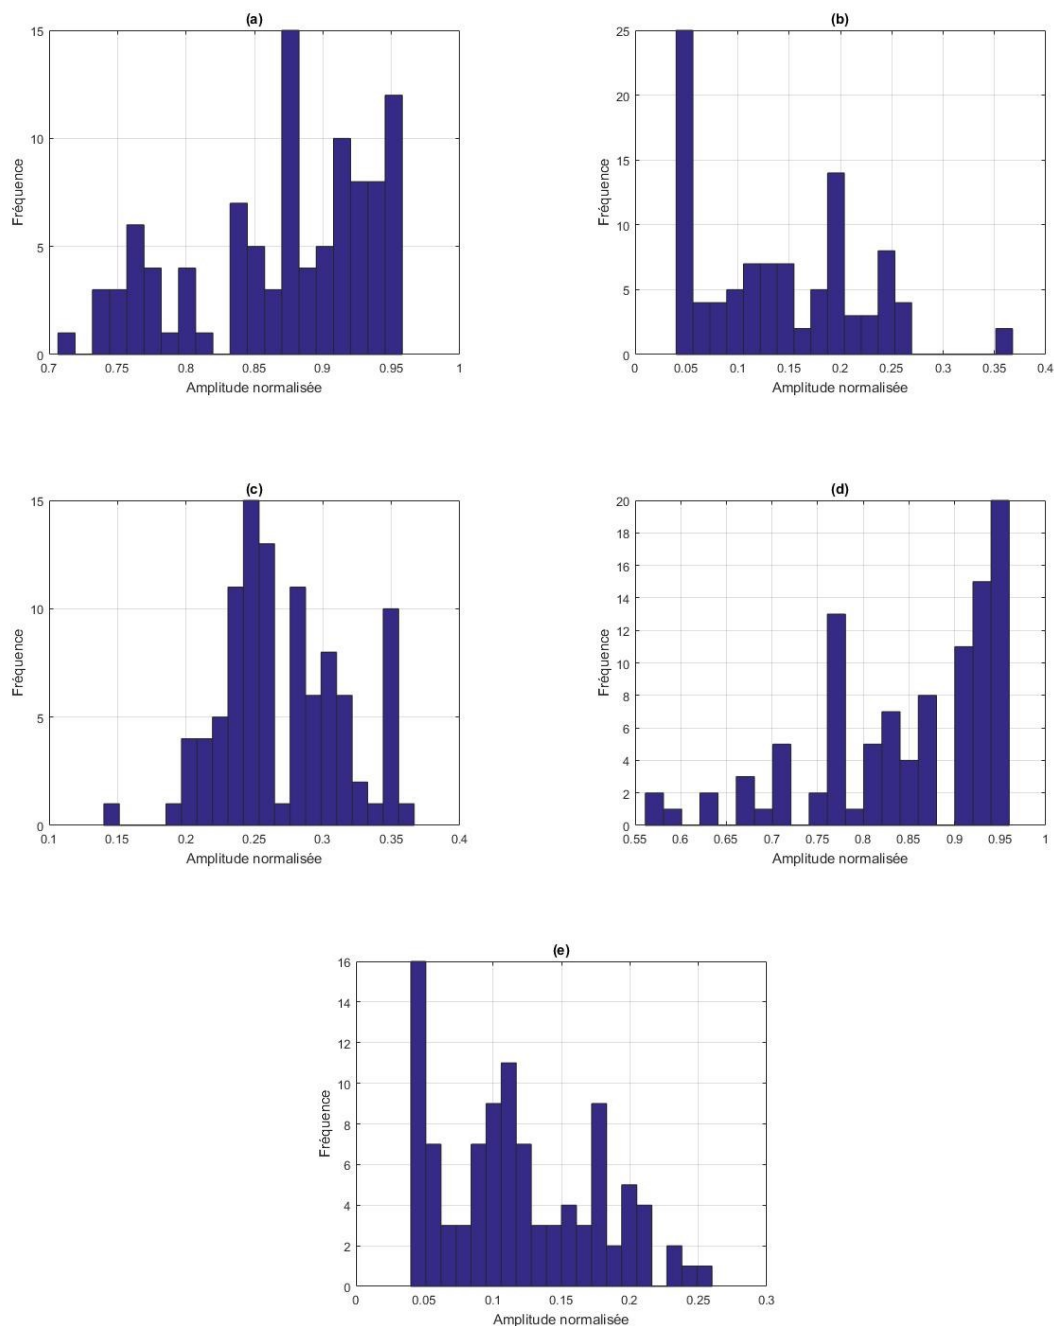 (a)
15
10
5
0
Fréquence
0.7 0.75 0.8 0.85 0.9 0.95 1
Amplitude normalisée
(b)
25
20
15
10
5
0
Fréquence
0 0.05 0.1 0.15 0.2 0.25 0.3 0.35 0.4
Amplitude normalisée
(c)
15
10
5
0
Fréquence
0.1 0.15 0.2 0.25 0.3 0.35 0.4
Amplitude normalisée
(d)
20
18
16
14
12
10
8
6
4
2
0
Fréquence
0.55 0.6 0.65 0.7 0.75 0.8 0.85 0.9 0.95 1
Amplitude normalisée
(e)
16
14
12
10
8
6
4
2
0
Fréquence
0 0.05 0.1 0.15 0.2 0.25 0.3
Amplitude normalisée